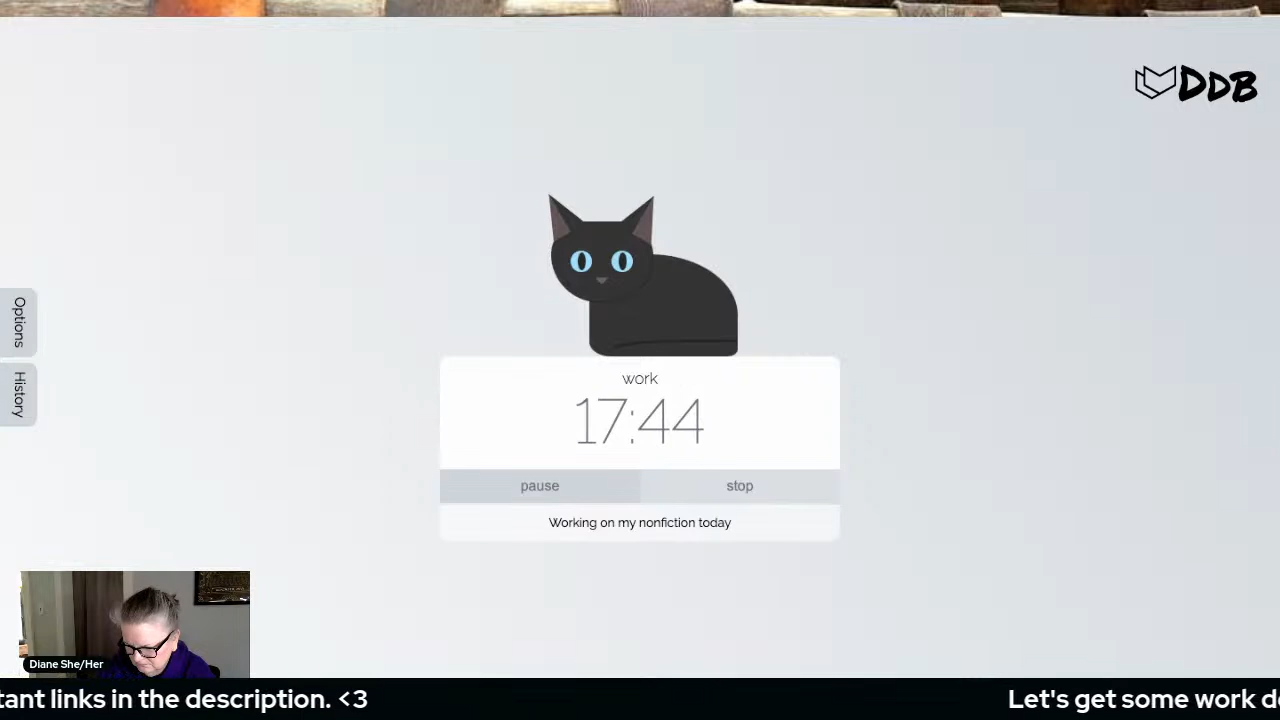 DDB
Options
History
work
17:44
pause
stop
Working on my nonfiction today
Diane She/Her
tant links in the description. <3
Let's get some work d